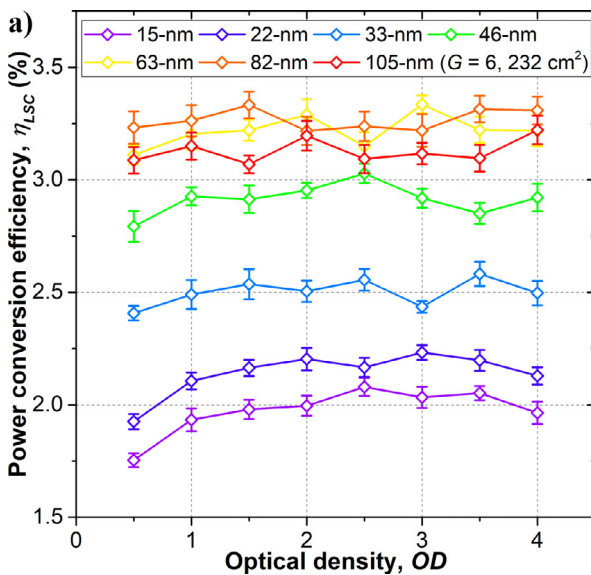 a)
15-nm 22-nm 33-nm 46-nm
63-nm 82-nm 105-nm (G = 6, 232 cm²)
Power conversion efficiency, ηLSC (%)
3.5
3.0
2.5
2.0
1.5
0 1 2 3 4
Optical density, OD